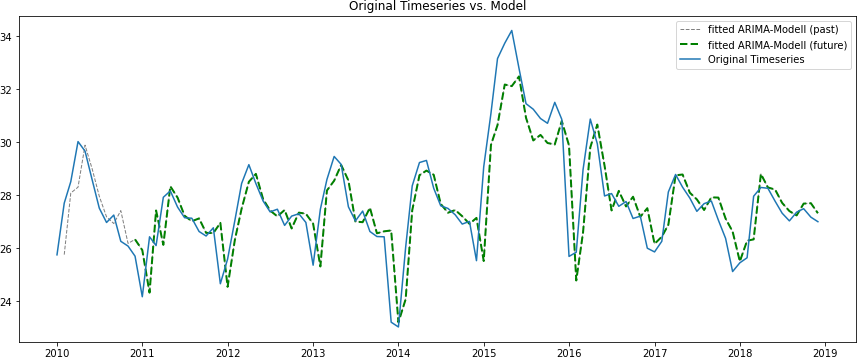 Original Timeseries vs. Model
fitted ARIMA-Modell (past)
fitted ARIMA-Modell (future)
Original Timeseries
34
32
30
28
26
24
2010 2011 2012 2013 2014 2015 2016 2017 2018 2019